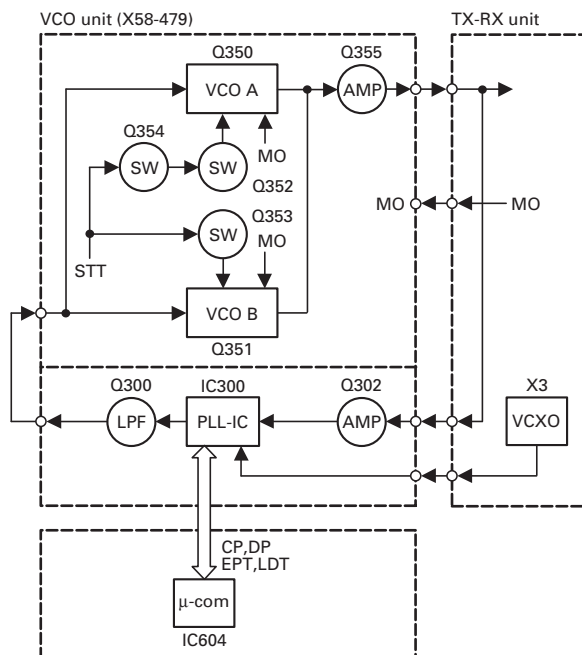 VCO unit (X58-479)
TX-RX unit
Q350
Q355
VCO A
AMP
Q354
MO
SW
SW
Q352
Q353
MO
MO
SW
MO
STT
VCO B
Q351
Q300
IC300
Q302
X3
LPF
PLL-IC
AMP
VCXO
CP,DP
EPT,LDT
µ-com
IC604